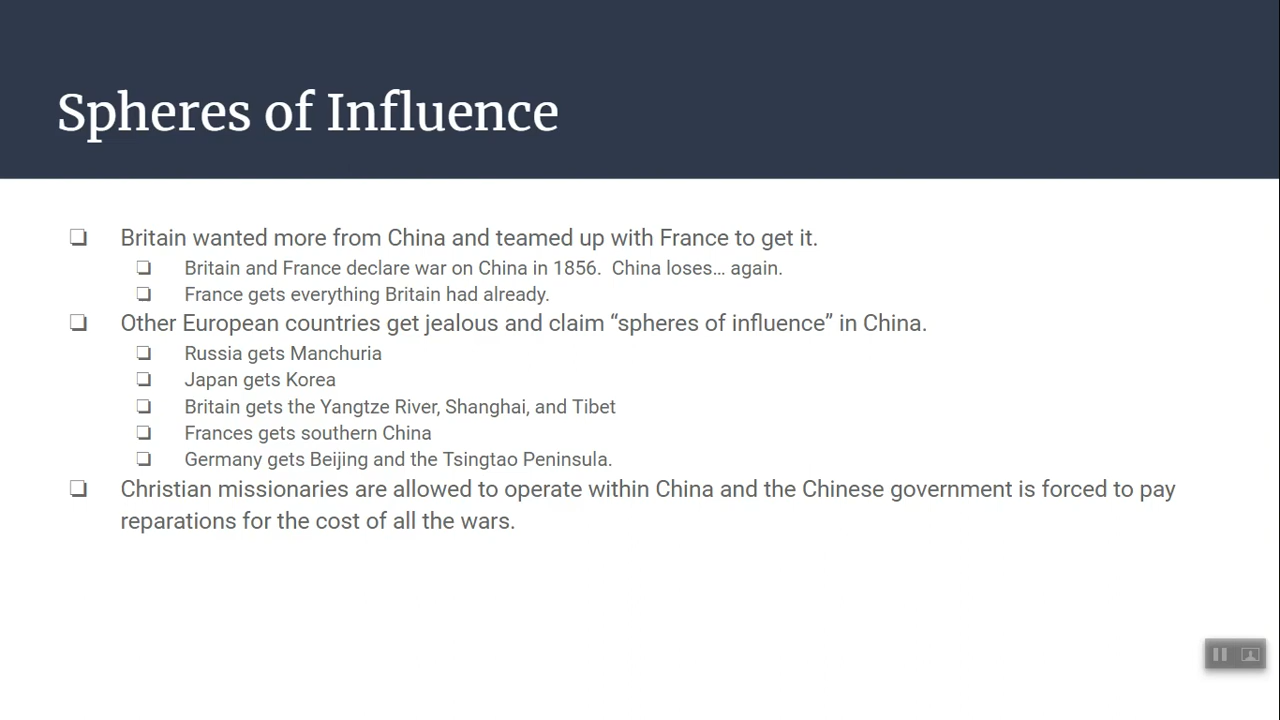 Spheres of Influence
❏ Britain wanted more from China and teamed up with France to get it.
❏ Britain and France declare war on China in 1856.  China loses… again.
❏ France gets everything Britain had already.
❏ Other European countries get jealous and claim “spheres of influence” in China.
❏ Russia gets Manchuria
❏ Japan gets Korea
❏ Britain gets the Yangtze River, Shanghai, and Tibet
❏ Frances gets southern China
❏ Germany gets Beijing and the Tsingtao Peninsula.
❏ Christian missionaries are allowed to operate within China and the Chinese government is forced to pay
reparations for the cost of all the wars.